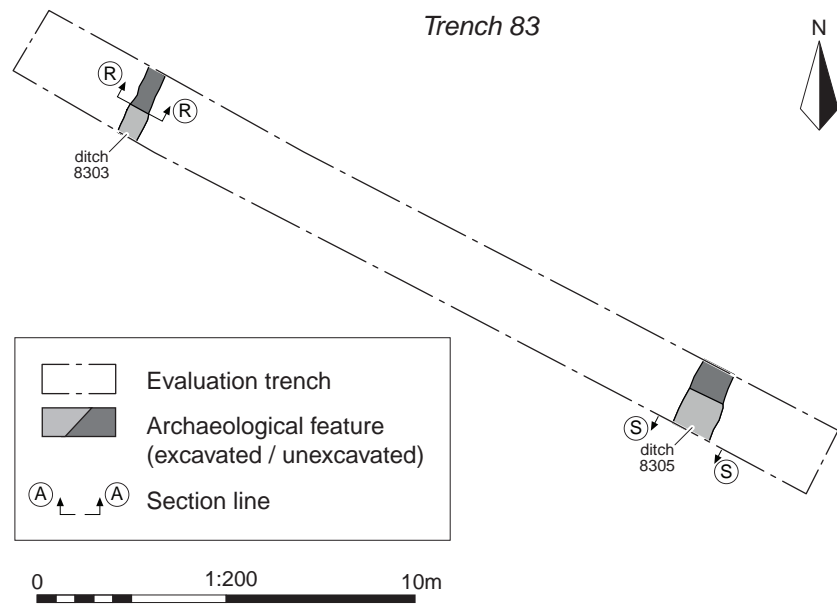 Trench 83
N
R
R
ditch
8303
S
ditch
8305
S
Evaluation trench
Archaeological feature
(excavated / unexcavated)
A A Section line
0 1:200 10m